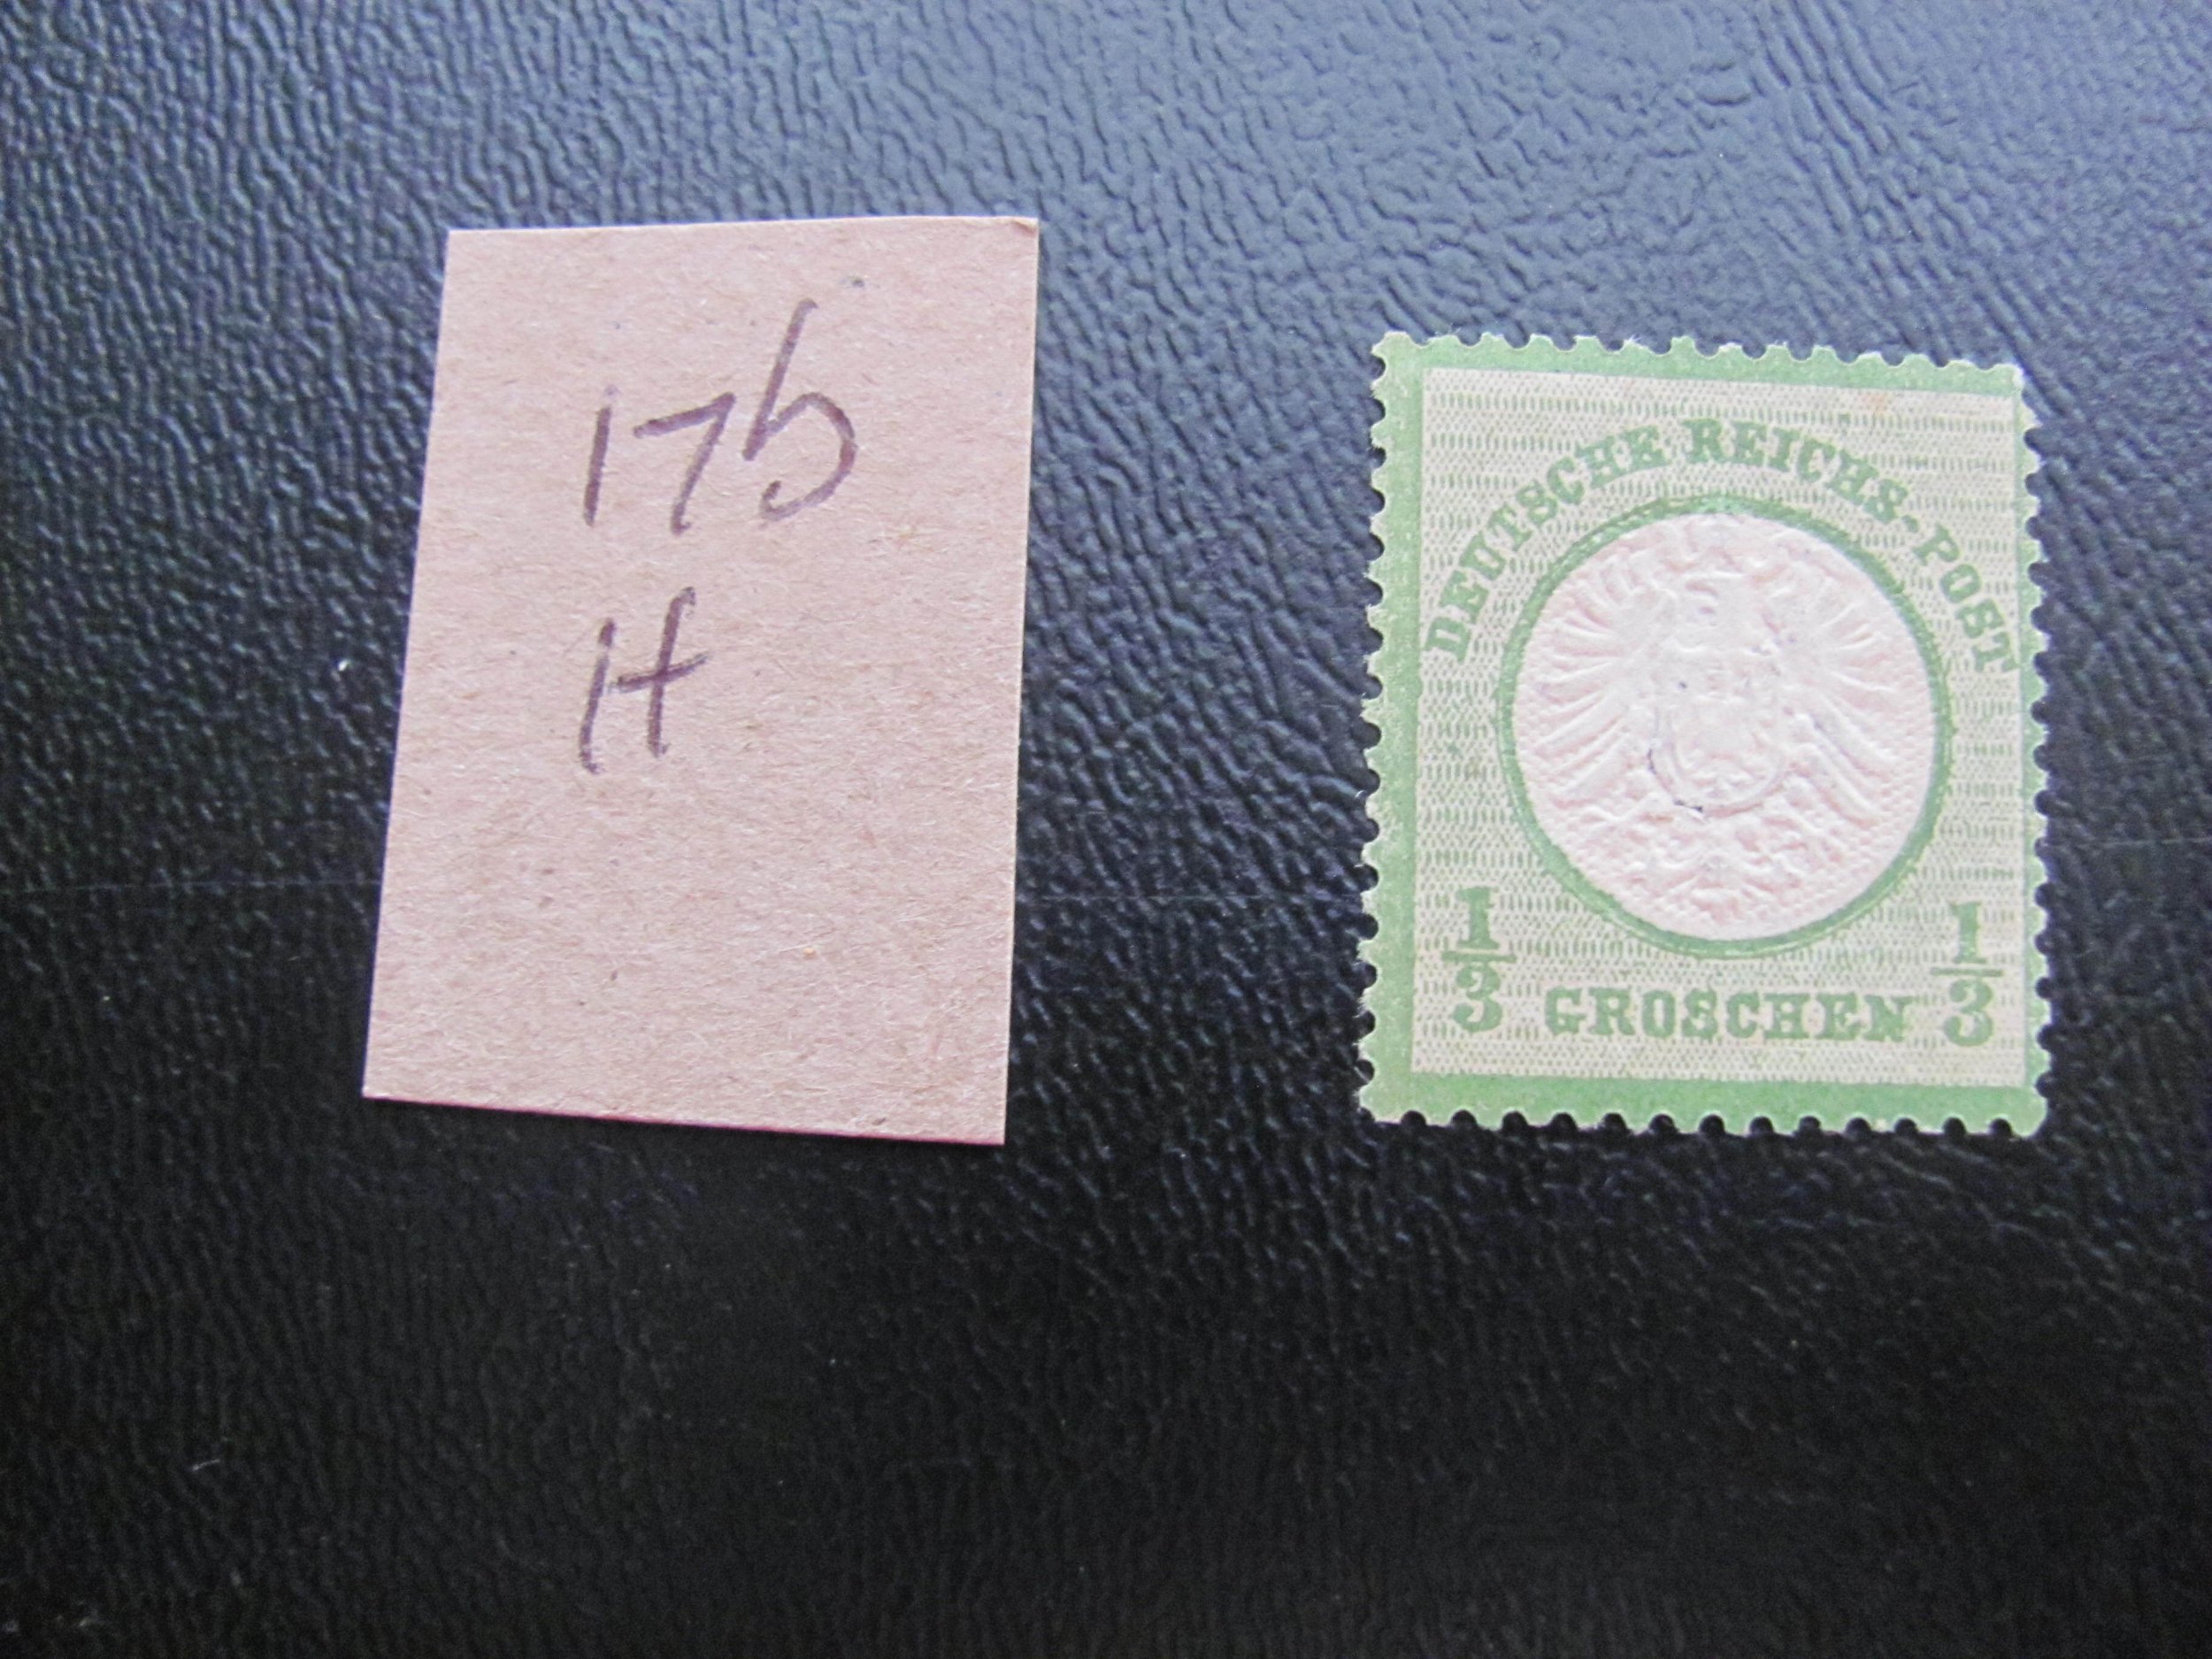 17b
H
DEUTSCHE REICHS-POST
1/3 GROSCHEN 1/3